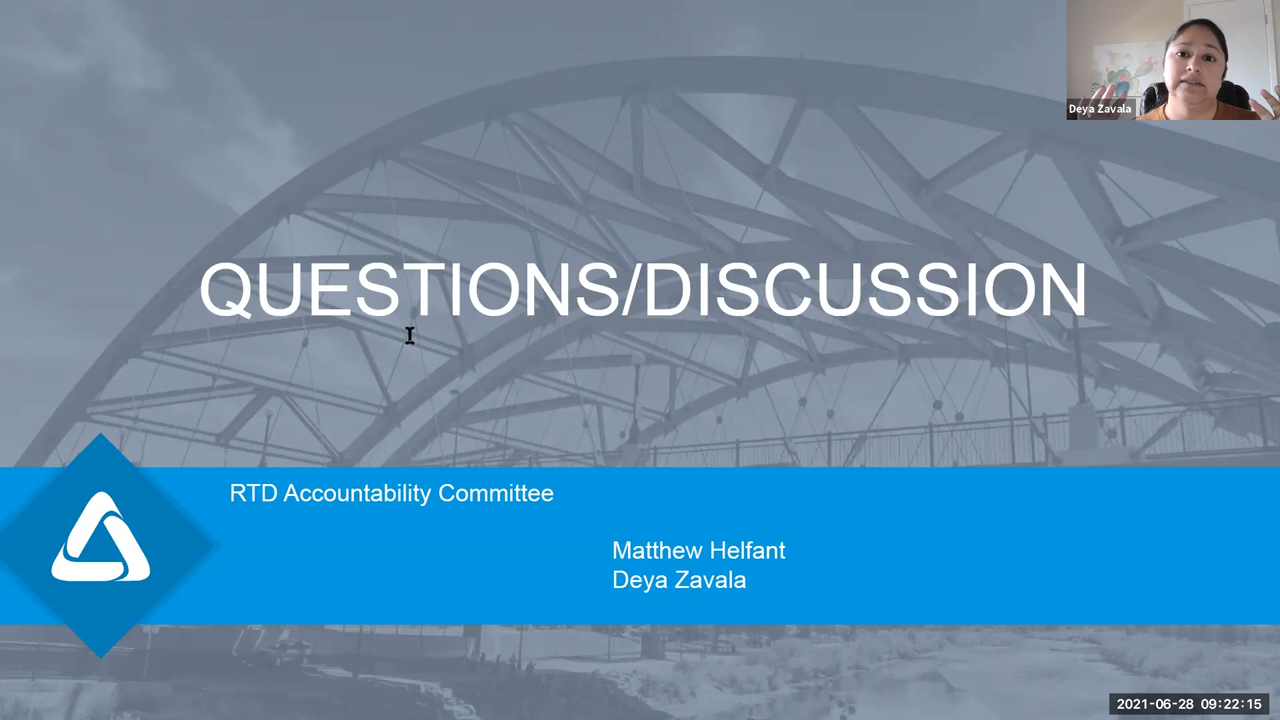 Deya Zavala
QUESTIONS/DISCUSSION
RTD Accountability Committee
Matthew Helfant
Deya Zavala
2021-06-28 09:22:15